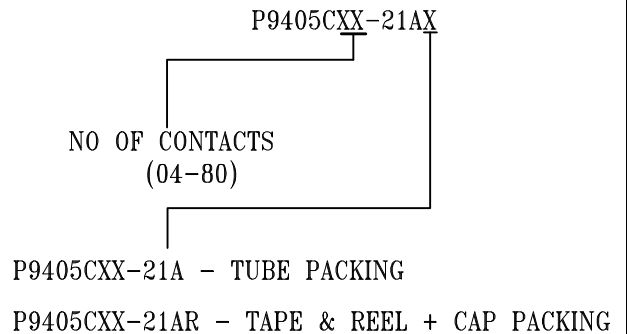 P9405CXX-21AX
NO OF CONTACTS
(04-80)
P9405CXX-21A - TUBE PACKING
P9405CXX-21AR - TAPE & REEL + CAP PACKING